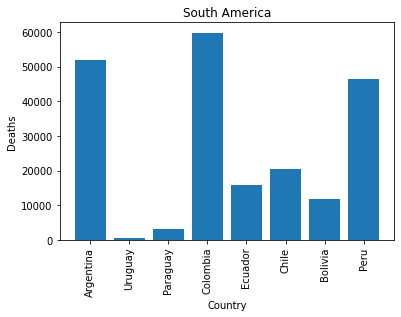 South America
60000
50000
40000
30000
20000
10000
0
Deaths
Argentina
Uruguay
Paraguay
Colombia
Ecuador
Chile
Bolivia
Peru
Country